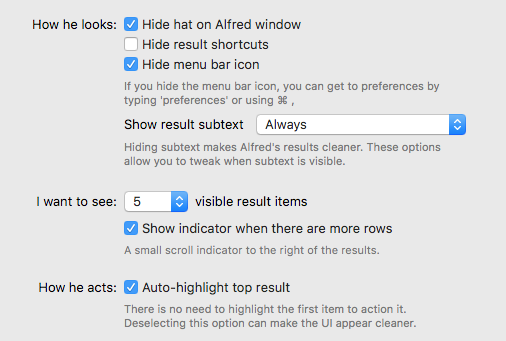 How he looks: Hide hat on Alfred window
Hide result shortcuts
Hide menu bar icon
If you hide the menu bar icon, you can get to preferences by
typing 'preferences' or using ⌘ ,
Show result subtext Always
Hiding subtext makes Alfred's results cleaner. These options
allow you to tweak when subtext is visible.
I want to see: 5 visible result items
Show indicator when there are more rows
A small scroll indicator to the right of the results.
How he acts: Auto-highlight top result
There is no need to highlight the first item to action it.
Deselecting this option can make the UI appear cleaner.